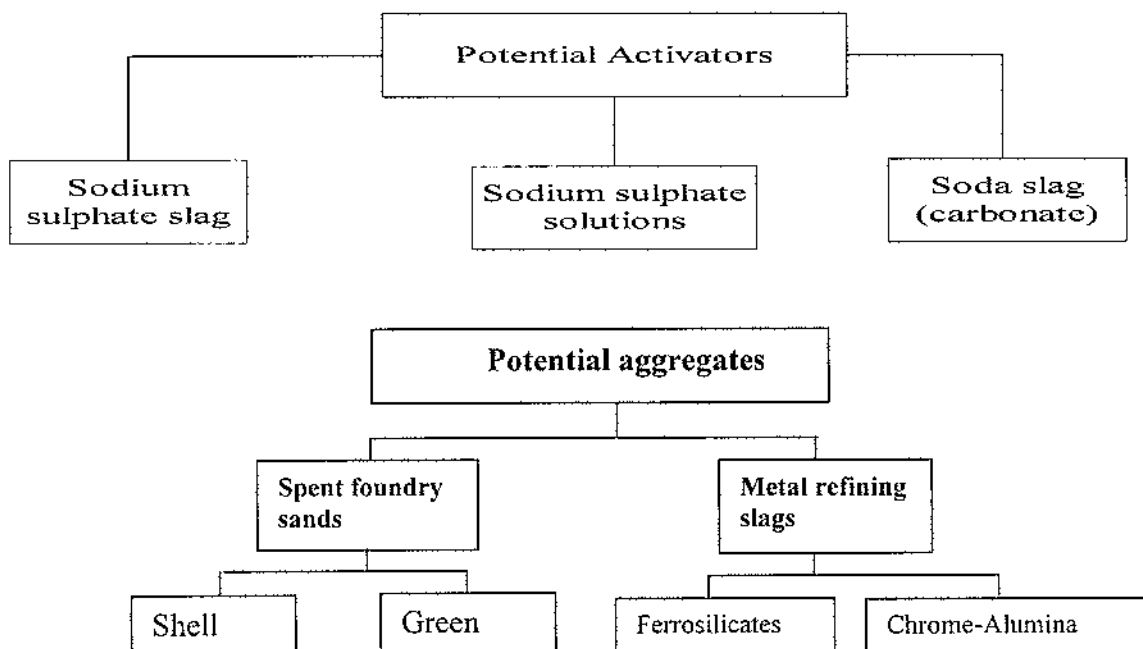 Potential Activators
Sodium
sulphate slag
Sodium sulphate
solutions
Soda slag
(carbonate)
Potential aggregates
Spent foundry
sands
Metal refining
slags
Shell
Green
Ferrosilicates
Chrome-Alumina